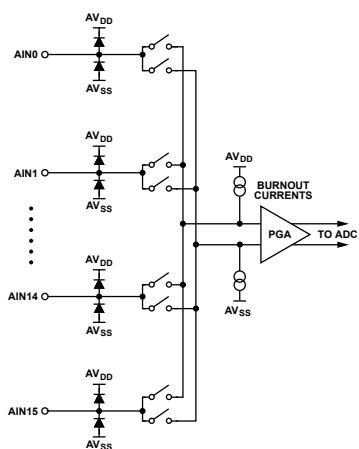 AVDD
AIN0
AVSS
AVDD
AIN1
AVSS
AVDD
BURNOUT
CURRENTS
PGA
TO ADC
AVSS
AVDD
AIN14
AVSS
AVDD
AIN15
AVSS